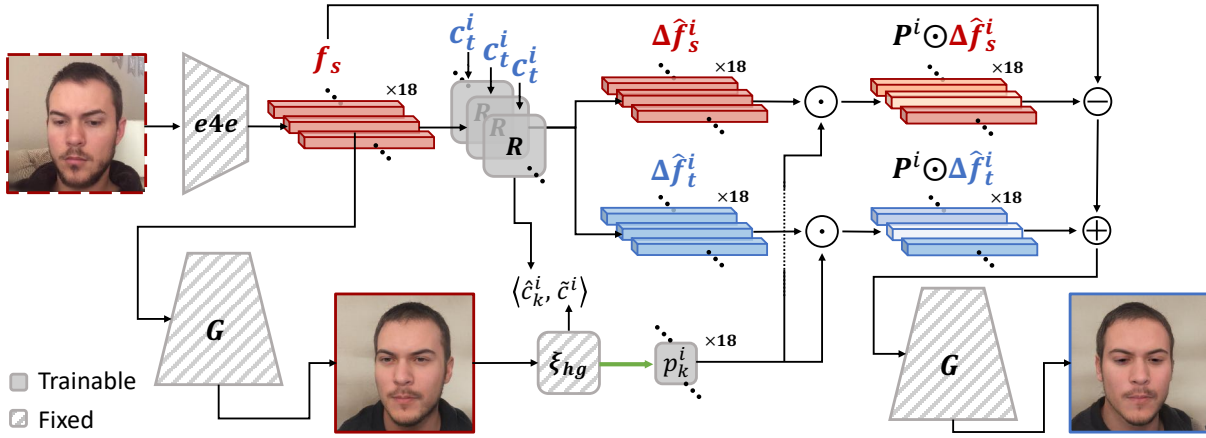 f_s
×18
c_t^i
c_t^i
c_t^i
Δf̂_s^i
×18
P^i⊙Δf̂_s^i
×18
e4e
R
R
R
⊙
−
Δf̂_t^i
×18
P^i⊙Δf̂_t^i
×18
⊙
+
⟨ĉ_k^i, c̃^i⟩
G
ξ_hg
p_k^i
×18
G
Trainable
Fixed